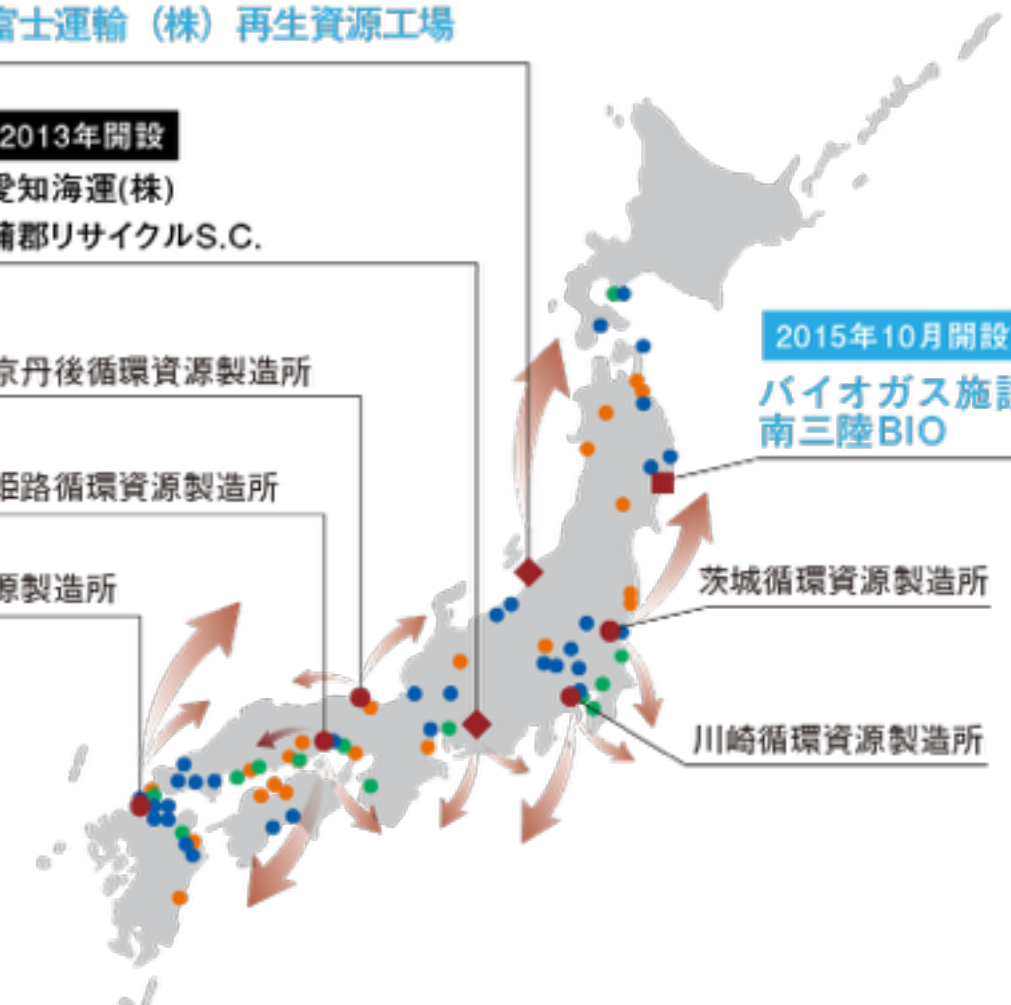 富士運輸（株）再生資源工場
2013年開設
愛知海運(株)
蒲郡リサイクルS.C.
京丹後循環資源製造所
姫路循環資源製造所
源製造所
2015年10月開設
バイオガス施設
南三陸BIO
茨城循環資源製造所
川崎循環資源製造所